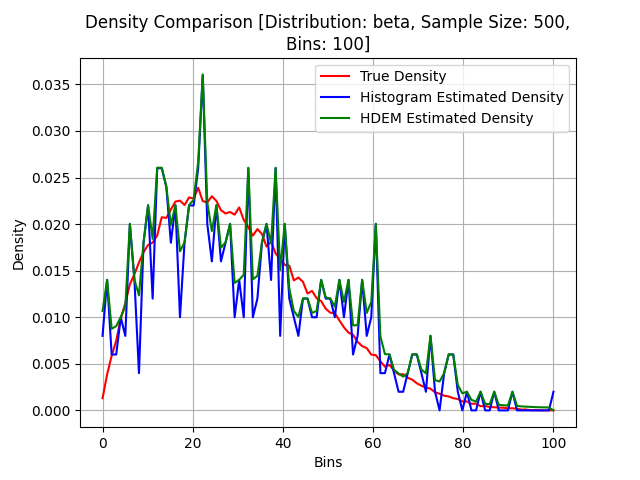 Density Comparison [Distribution: beta, Sample Size: 500,
Bins: 100]
True Density
Histogram Estimated Density
HDEM Estimated Density
Density
0.035
0.030
0.025
0.020
0.015
0.010
0.005
0.000
0 20 40 60 80 100
Bins